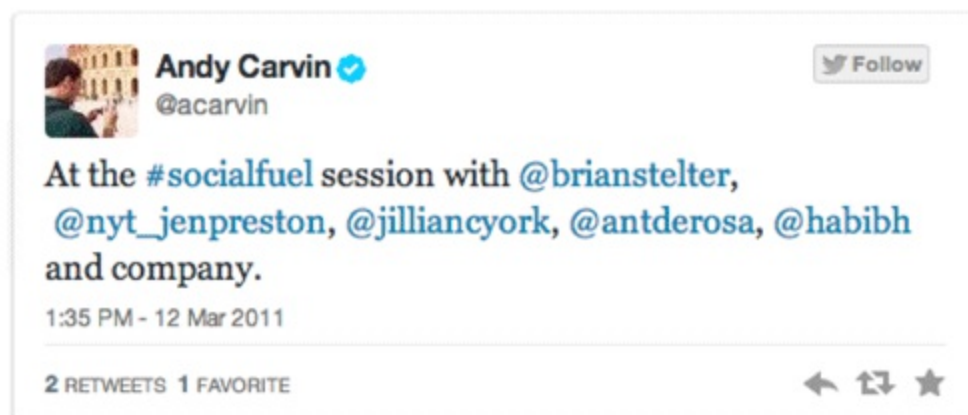 Andy Carvin
Follow
@acarvin
At the #socialfuel session with @brianstelter,
@nyt_jenpreston, @jilliancyork, @antderosa, @habibh
and company.
1:35 PM - 12 Mar 2011
2 RETWEETS 1 FAVORITE